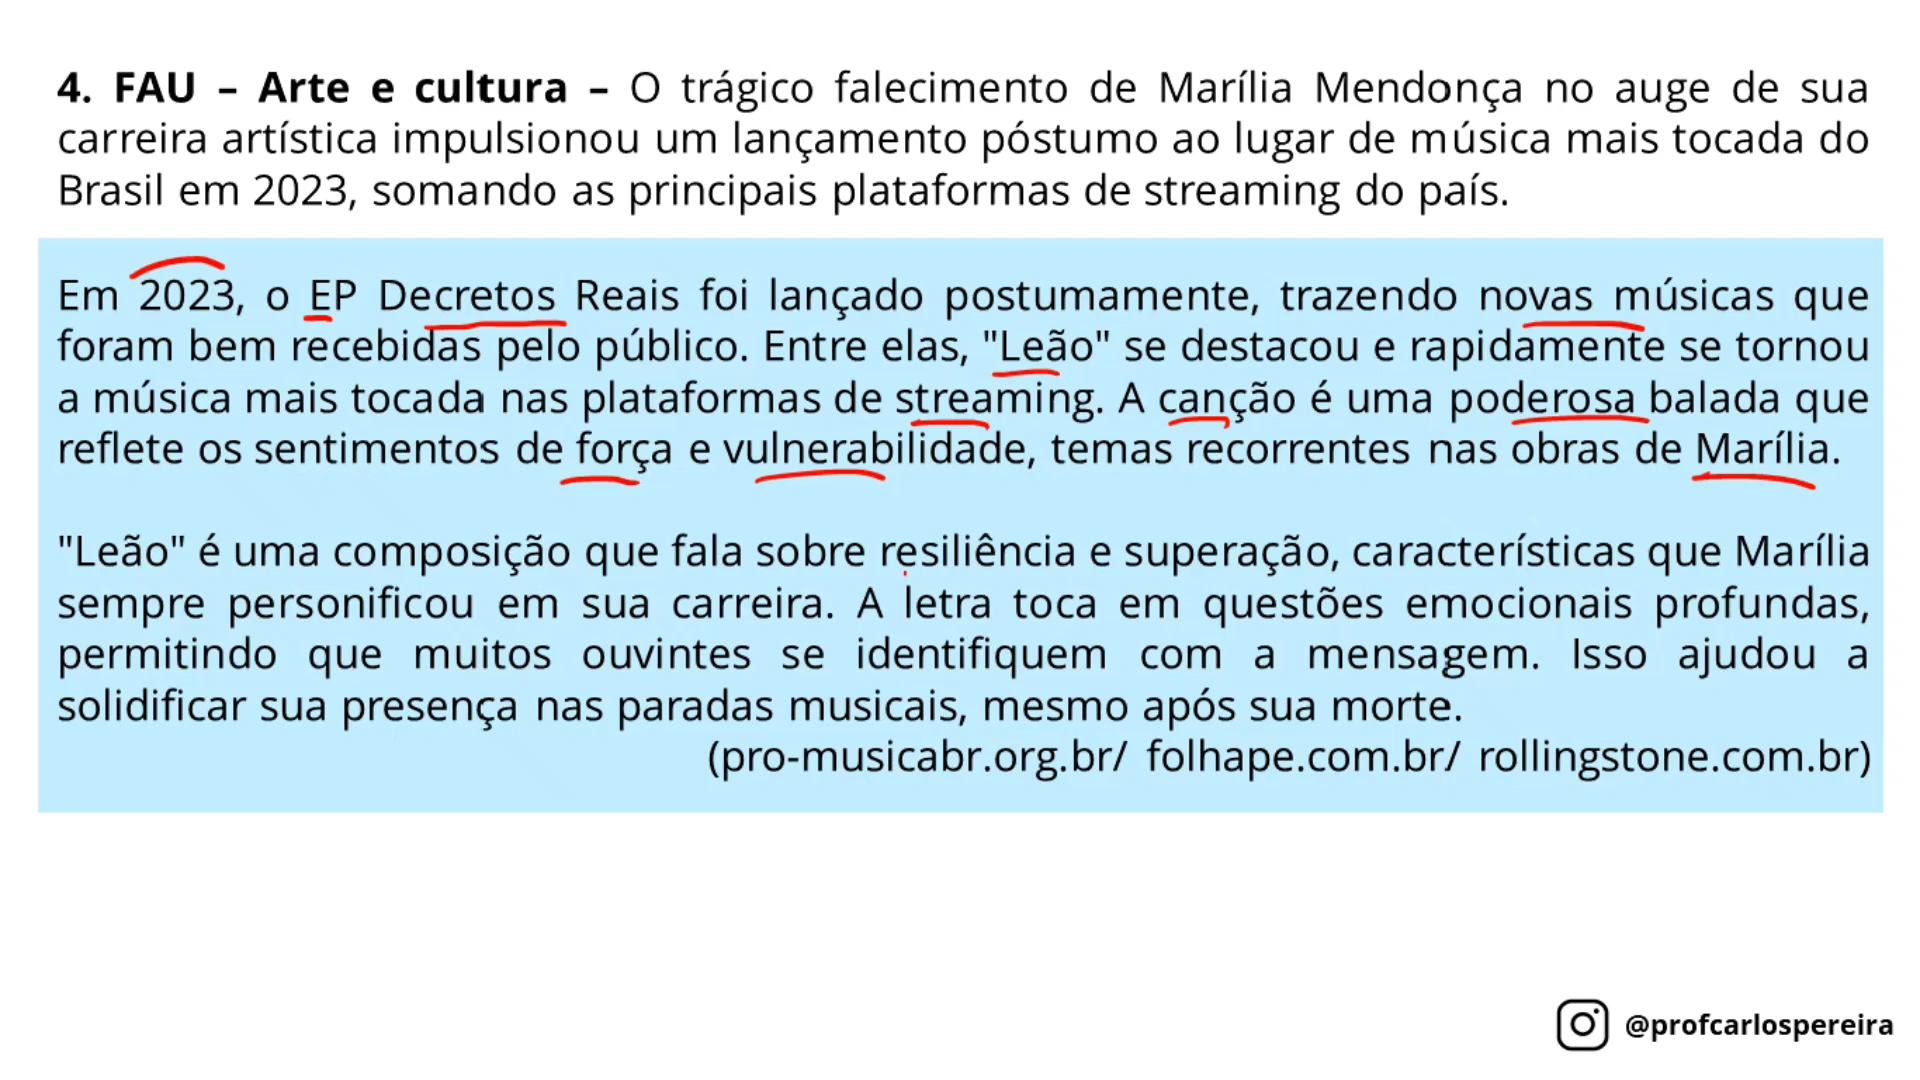 4. FAU – Arte e cultura – O trágico falecimento de Marília Mendonça no auge de sua
carreira artística impulsionou um lançamento póstumo ao lugar de música mais tocada do
Brasil em 2023, somando as principais plataformas de streaming do país.
Em 2023, o EP Decretos Reais foi lançado postumamente, trazendo novas músicas que
foram bem recebidas pelo público. Entre elas, "Leão" se destacou e rapidamente se tornou
a música mais tocada nas plataformas de streaming. A canção é uma poderosa balada que
reflete os sentimentos de força e vulnerabilidade, temas recorrentes nas obras de Marília.
"Leão" é uma composição que fala sobre resiliência e superação, características que Marília
sempre personificou em sua carreira. A letra toca em questões emocionais profundas,
permitindo que muitos ouvintes se identifiquem com a mensagem. Isso ajudou a
solidificar sua presença nas paradas musicais, mesmo após sua morte.
(pro-musicabr.org.br/ folhape.com.br/ rollingstone.com.br)
@profcarlospereira